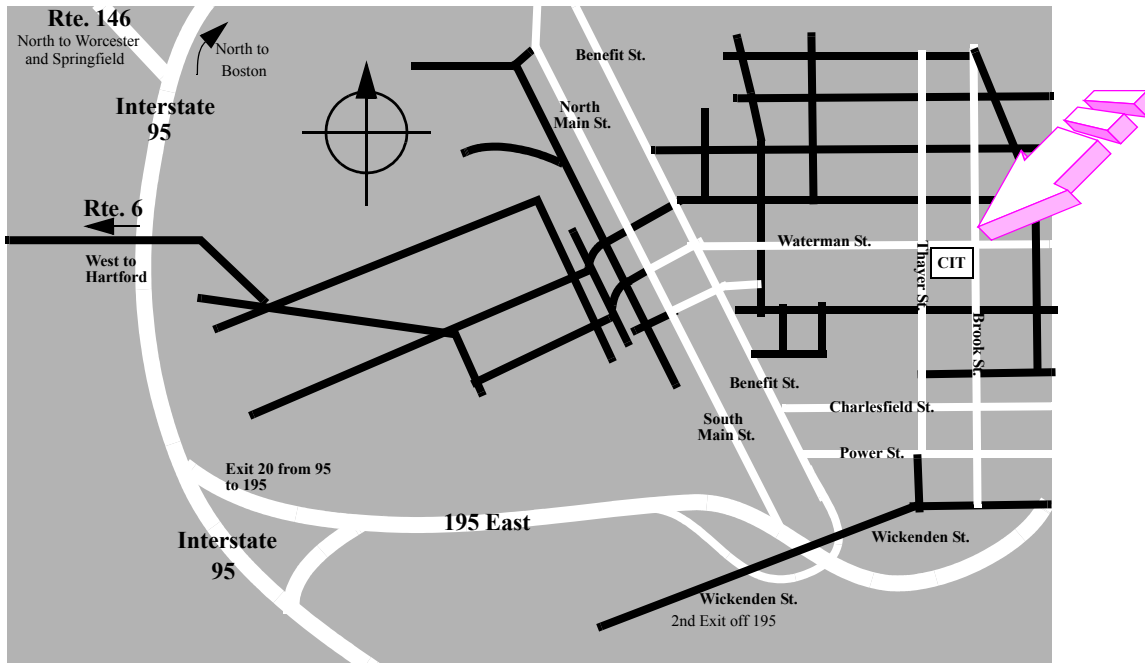 Rte. 146
North to Worcester
and Springfield
North to
Boston
Benefit St.
Interstate
95
North
Main St.
Rte. 6
West to
Hartford
Waterman St.
Thayer St.
CIT
Brook St.
Benefit St.
Charlesfield St.
South
Main St.
Power St.
Exit 20 from 95
to 195
195 East
Interstate
95
Wickenden St.
Wickenden St.
2nd Exit off 195